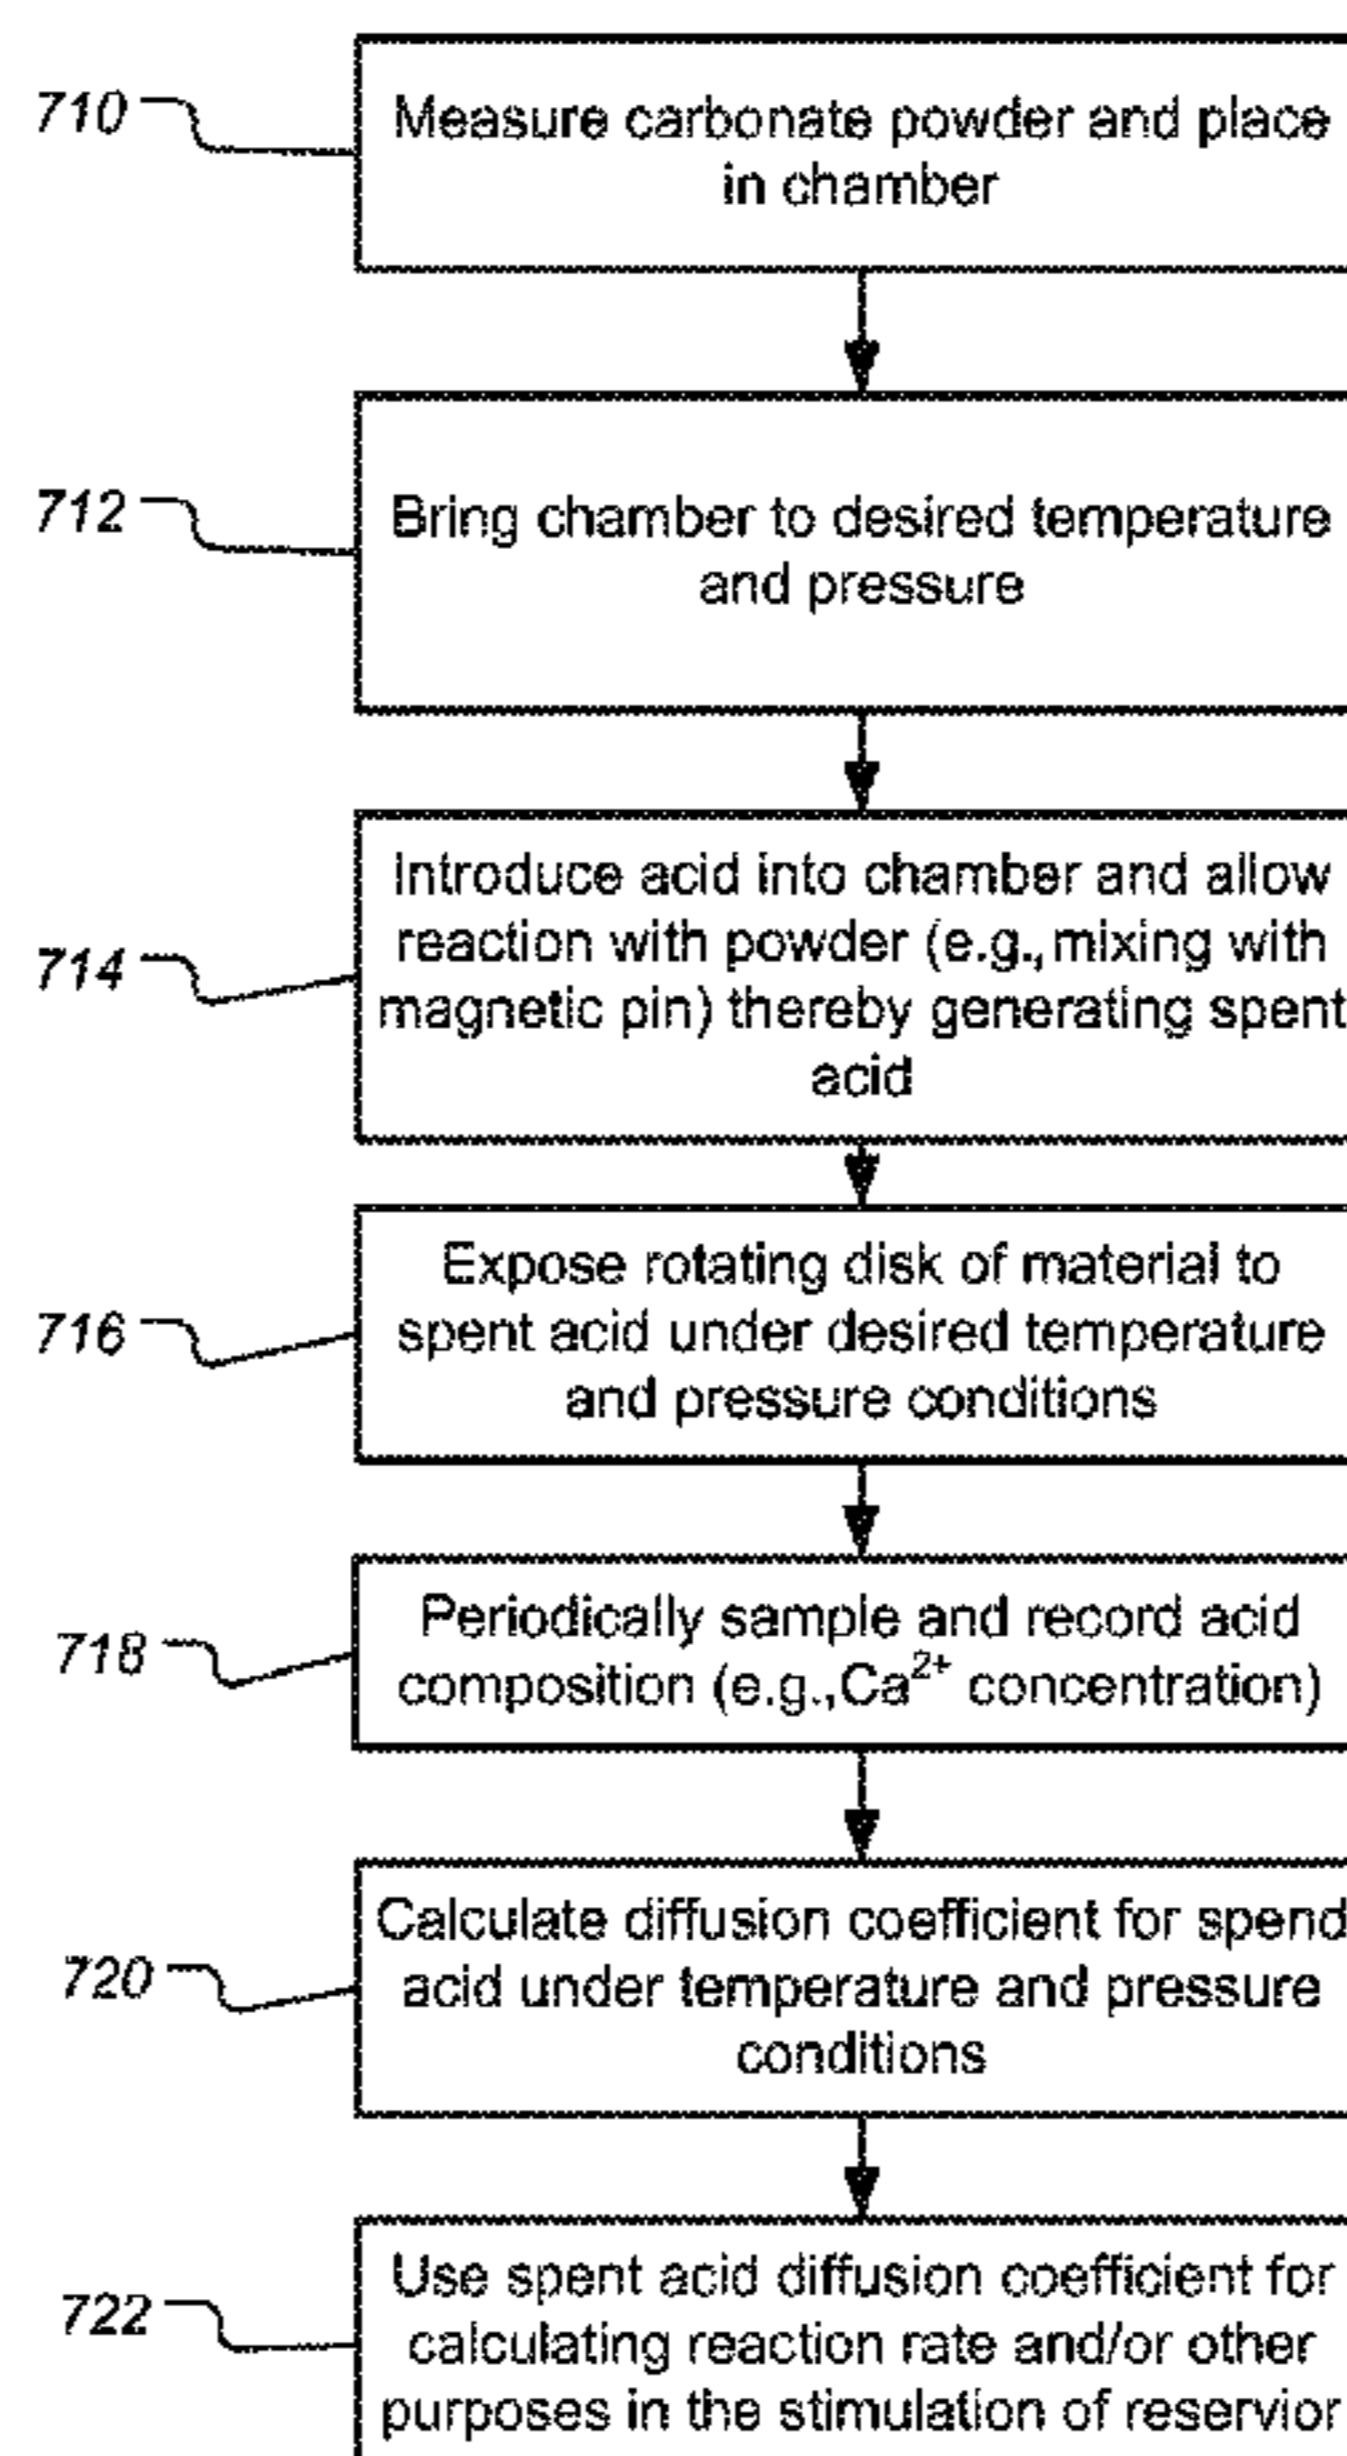 710
Measure carbonate powder and place
in chamber
712
Bring chamber to desired temperature
and pressure
714
Introduce acid into chamber and allow
reaction with powder (e.g., mixing with
magnetic pin) thereby generating spent
acid
716
Expose rotating disk of material to
spent acid under desired temperature
and pressure conditions
718
Periodically sample and record acid
composition (e.g., Ca²⁺ concentration)
720
Calculate diffusion coefficient for spend
acid under temperature and pressure
conditions
722
Use spent acid diffusion coefficient for
calculating reaction rate and/or other
purposes in the stimulation of reservior